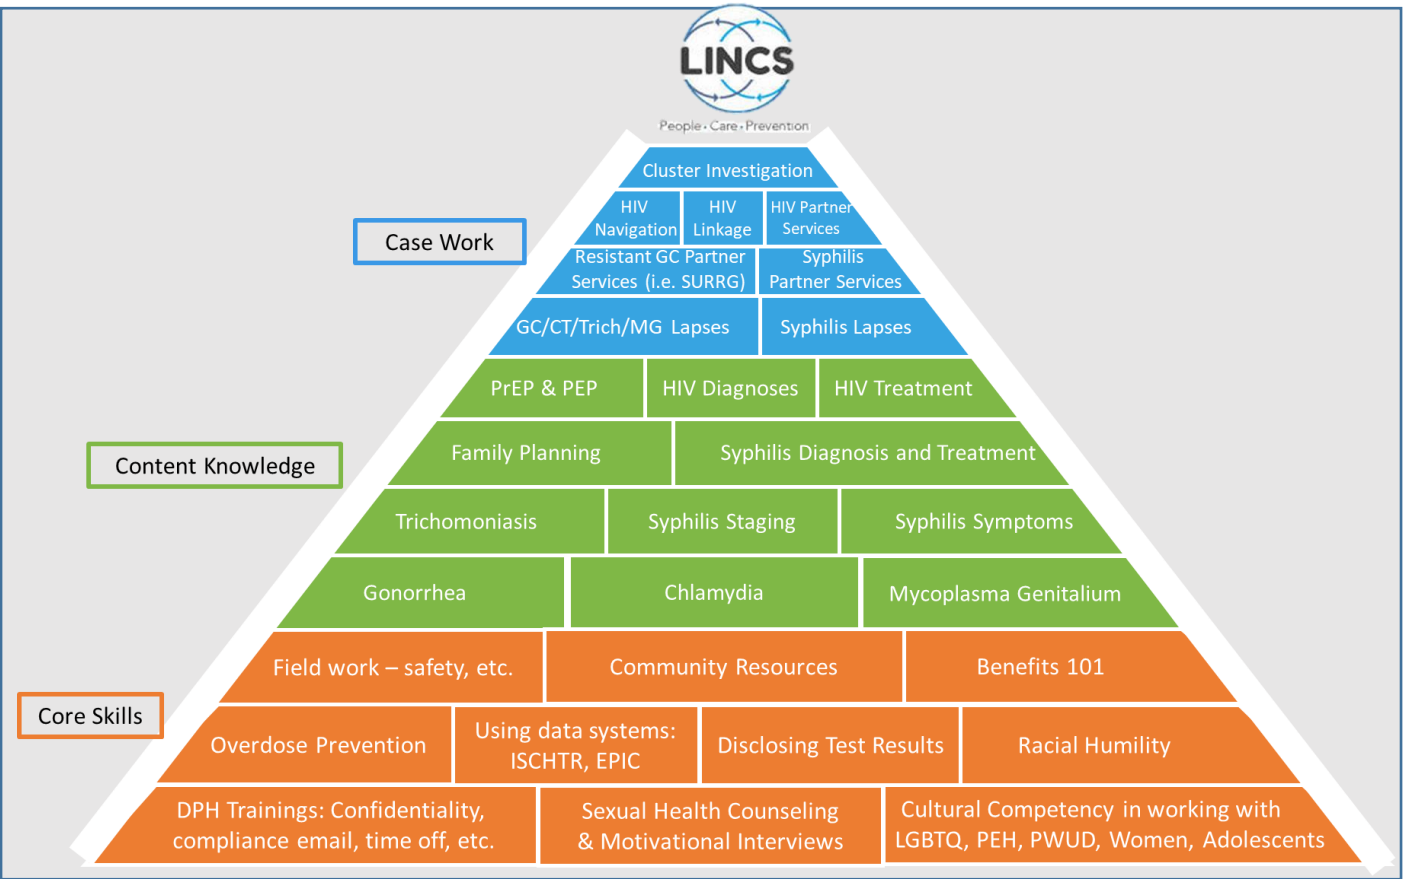 LINCS
People • Care • Prevention
Cluster Investigation
HIV
Navigation
HIV
Linkage
HIV Partner
Services
Case Work
Resistant GC Partner
Services (i.e. SURRG)
Syphilis
Partner Services
GC/CT/Trich/MG Lapses
Syphilis Lapses
PrEP & PEP
HIV Diagnoses
HIV Treatment
Content Knowledge
Family Planning
Syphilis Diagnosis and Treatment
Trichomoniasis
Syphilis Staging
Syphilis Symptoms
Gonorrhea
Chlamydia
Mycoplasma Genitalium
Field work – safety, etc.
Community Resources
Benefits 101
Core Skills
Overdose Prevention
Using data systems:
ISCHTR, EPIC
Disclosing Test Results
Racial Humility
DPH Trainings: Confidentiality,
compliance email, time off, etc.
Sexual Health Counseling
& Motivational Interviews
Cultural Competency in working with
LGBTQ, PEH, PWUD, Women, Adolescents